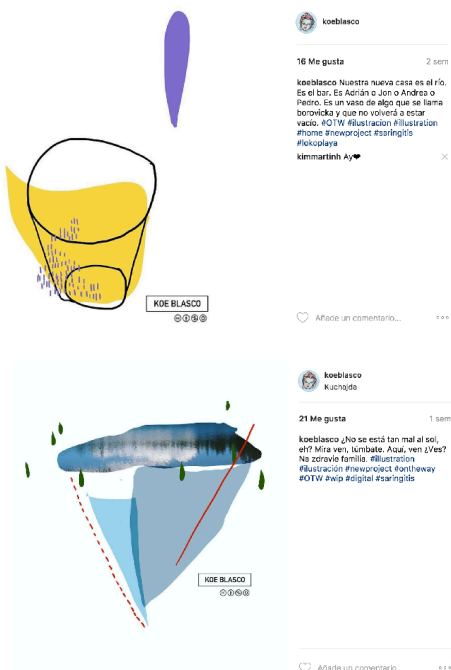 koeblasco
16 Me gusta 2 sem
koeblasco Nuestra nueva casa es el río.
Es el bar. Es Adrián o Jon o Andrea o
Pedro. Es un vaso de algo que se llama
borovicka y que no volverá a estar
vacío. #OTW #ilustracion #illustration
#home #newproject #saringitis
#lokoplaya
kimmartinh Ay❤
KOE BLASCO
Añade un comentario...
koeblasco
Kuchajda
21 Me gusta 1 sem
koeblasco ¿No se está tan mal al sol,
eh? Mira ven, túmbate. Aquí, ven ¿Ves?
Na zdravie familia. #illustration
#ilustración #newproject #ontheway
#OTW #wip #digital #saringitis
KOE BLASCO
Añade un comentario...